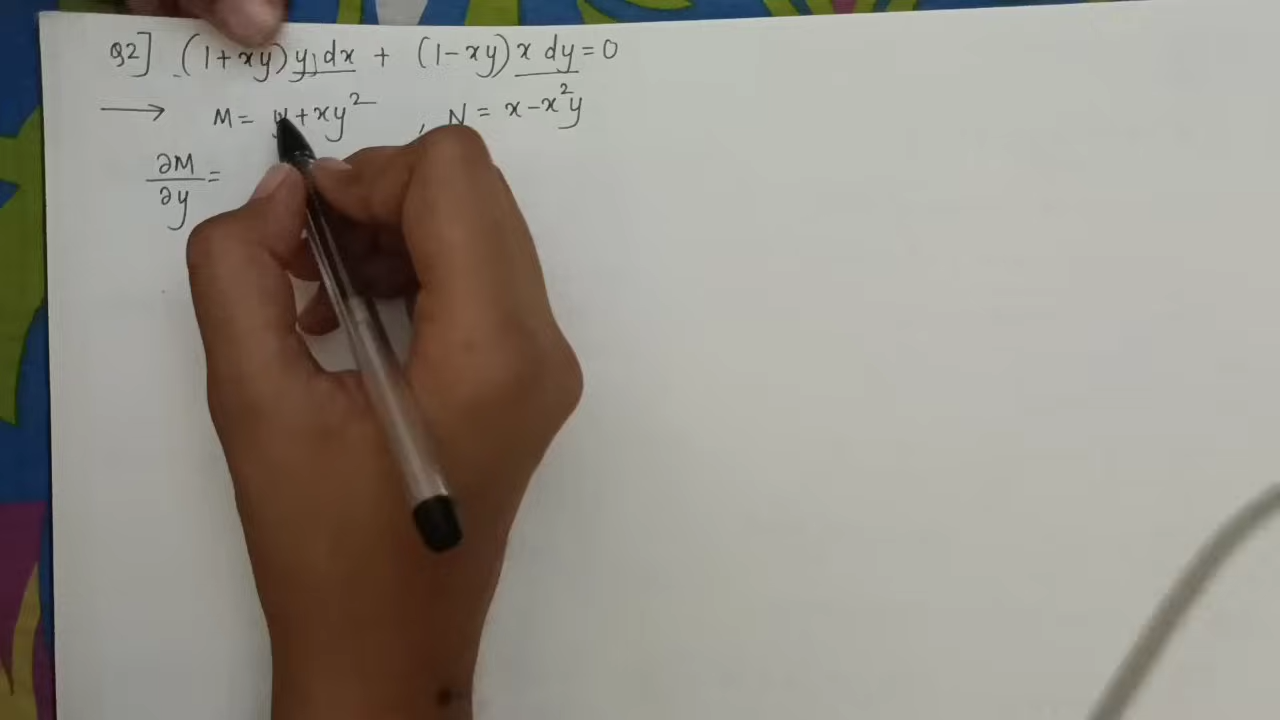 Q2] (1+xy) y dx + (1-xy) x dy = 0
→ M = y + xy² , N = x - x²y
∂M/∂y =